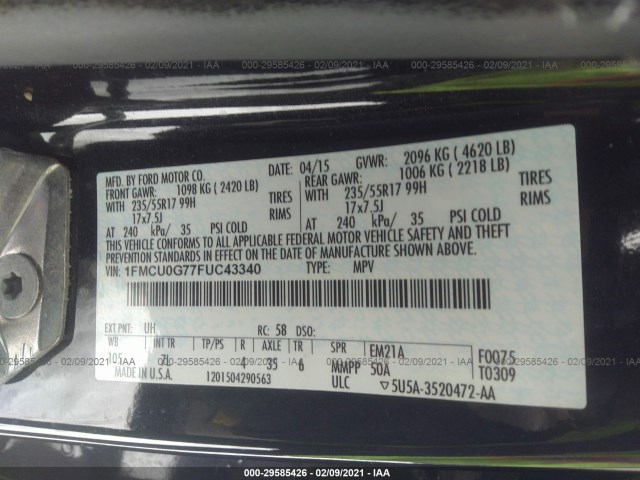 000-29585426 - 02/09/2021 - IAA
MFD. BY FORD MOTOR CO. DATE: 04/15 GVWR: 2096 KG ( 4620 LB)
FRONT GAWR: 1098 KG ( 2420 LB) REAR GAWR: 1006 KG ( 2218 LB)
WITH 235/55R17 99H TIRES WITH 235/55R17 99H TIRES
17x7.5J RIMS 17x7.5J RIMS
AT 240 kPa/ 35 PSI COLD AT 240 kPa/ 35 PSI COLD
THIS VEHICLE CONFORMS TO ALL APPLICABLE FEDERAL MOTOR VEHICLE SAFETY AND THEFT
PREVENTION STANDARDS IN EFFECT ON THE DATE OF MANUFACTURE SHOWN ABOVE.
VIN: 1FMCU0G77FUC43340 TYPE: MPV
EXT PNT: UH RC: 58 DSO:
WB INT TR TP/PS R AXLE TR SPR EM21A F0075
105 4 35 6 MMPP 50A T0309
MADE IN U.S.A. 1201504290563 ULC 5U5A-3520472-AA
000-29585426 - 02/09/2021 - IAA